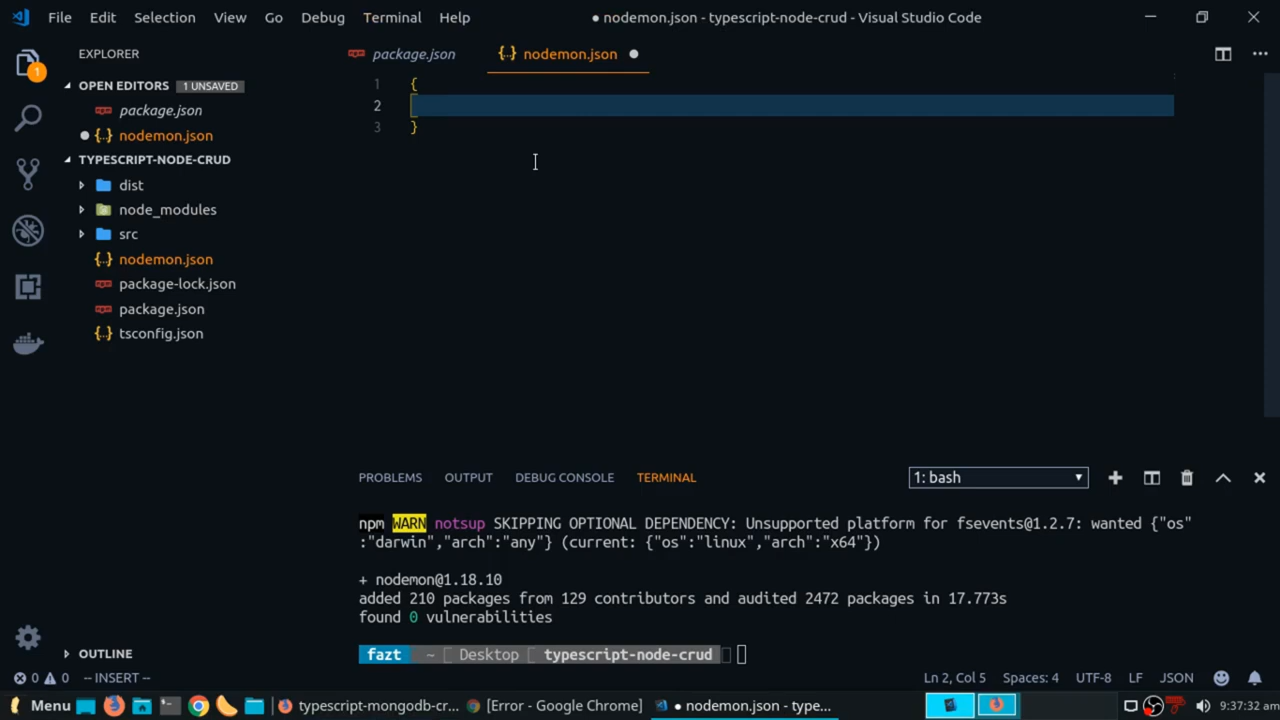 File Edit Selection View Go Debug Terminal Help
● nodemon.json - typescript-node-crud - Visual Studio Code
EXPLORER
1
OPEN EDITORS 1 UNSAVED
package.json
{..} nodemon.json
TYPESCRIPT-NODE-CRUD
dist
node_modules
src
{..} nodemon.json
package-lock.json
package.json
{..} tsconfig.json
OUTLINE
package.json {..} nodemon.json ●
1 {
2
3 }
PROBLEMS OUTPUT DEBUG CONSOLE TERMINAL 1: bash
npm WARN notsup SKIPPING OPTIONAL DEPENDENCY: Unsupported platform for fsevents@1.2.7: wanted {"os"
:"darwin","arch":"any"} (current: {"os":"linux","arch":"x64"})
+ nodemon@1.18.10
added 210 packages from 129 contributors and audited 2472 packages in 17.773s
found 0 vulnerabilities
fazt ~ Desktop typescript-node-crud
0 0 -- INSERT -- Ln 2, Col 5 Spaces: 4 UTF-8 LF JSON
Menu typescript-mongodb-cr... [Error - Google Chrome] ● nodemon.json - type... 9:37:32 am